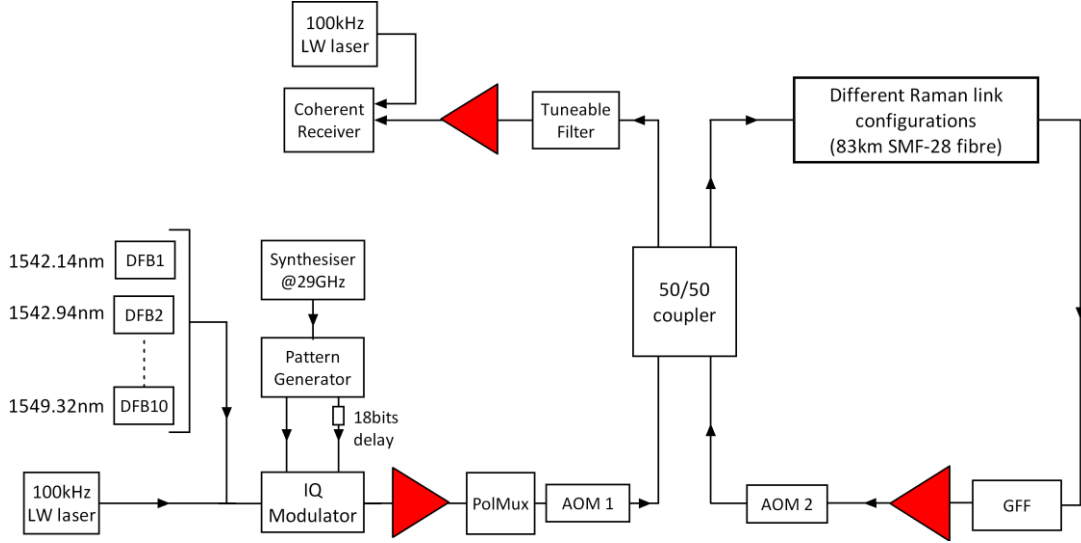 100kHz
LW laser
Coherent
Receiver
Tuneable
Filter
Different Raman link
configurations
(83km SMF-28 fibre)
1542.14nm
DFB1
1542.94nm
DFB2
1549.32nm
DFB10
Synthesiser
@29GHz
Pattern
Generator
18bits
delay
50/50
coupler
100kHz
LW laser
IQ
Modulator
PolMux
AOM 1
AOM 2
GFF